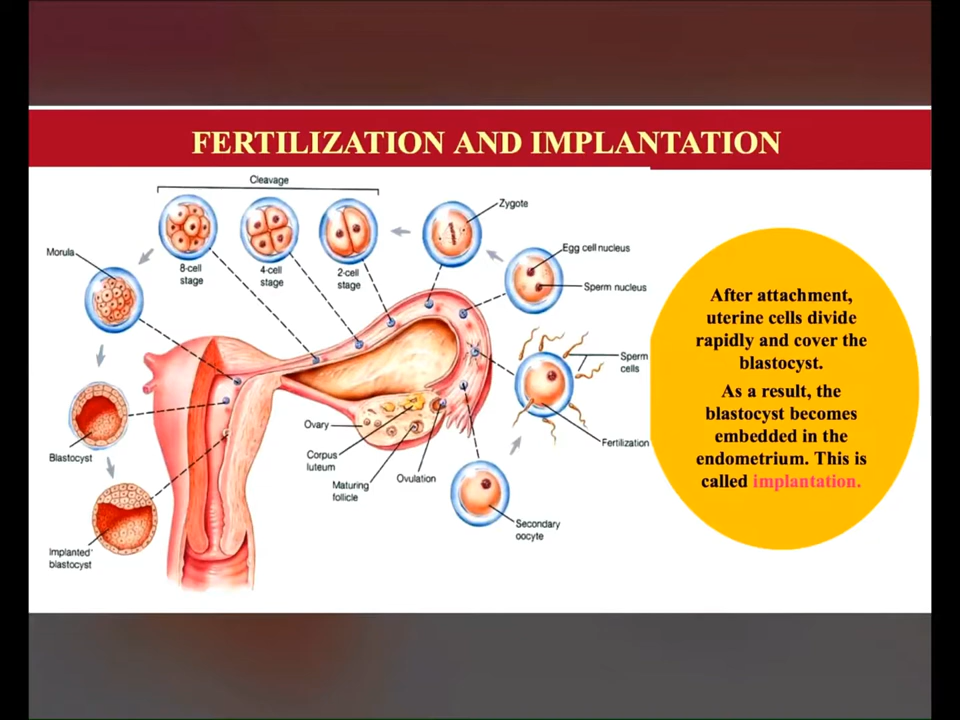 FERTILIZATION AND IMPLANTATION
Cleavage
Zygote
Egg cell nucleus
Morula
8-cell
stage
4-cell
stage
2-cell
stage
Sperm nucleus
Sperm
cells
Ovary
Fertilization
Corpus
luteum
Ovulation
Maturing
follicle
Blastocyst
Secondary
oocyte
Implanted
blastocyst
After attachment,
uterine cells divide
rapidly and cover the
blastocyst.
As a result, the
blastocyst becomes
embedded in the
endometrium. This is
called implantation.